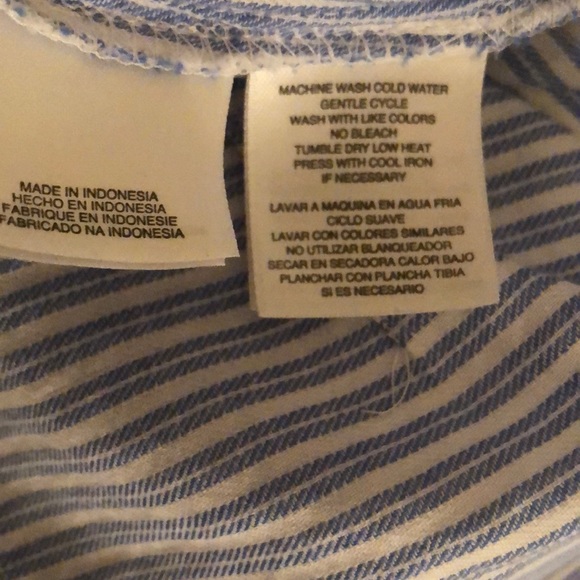 MADE IN INDONESIA
HECHO EN INDONESIA
FABRIQUE EN INDONESIE
FABRICADO NA INDONESIA
MACHINE WASH COLD WATER
GENTLE CYCLE
WASH WITH LIKE COLORS
NO BLEACH
TUMBLE DRY LOW HEAT
PRESS WITH COOL IRON
IF NECESSARY
LAVAR A MAQUINA EN AGUA FRIA
CICLO SUAVE
LAVAR CON COLORES SIMILARES
NO UTILIZAR BLANQUEADOR
SECAR EN SECADORA CALOR BAJO
PLANCHAR CON PLANCHA TIBIA
SI ES NECESARIO